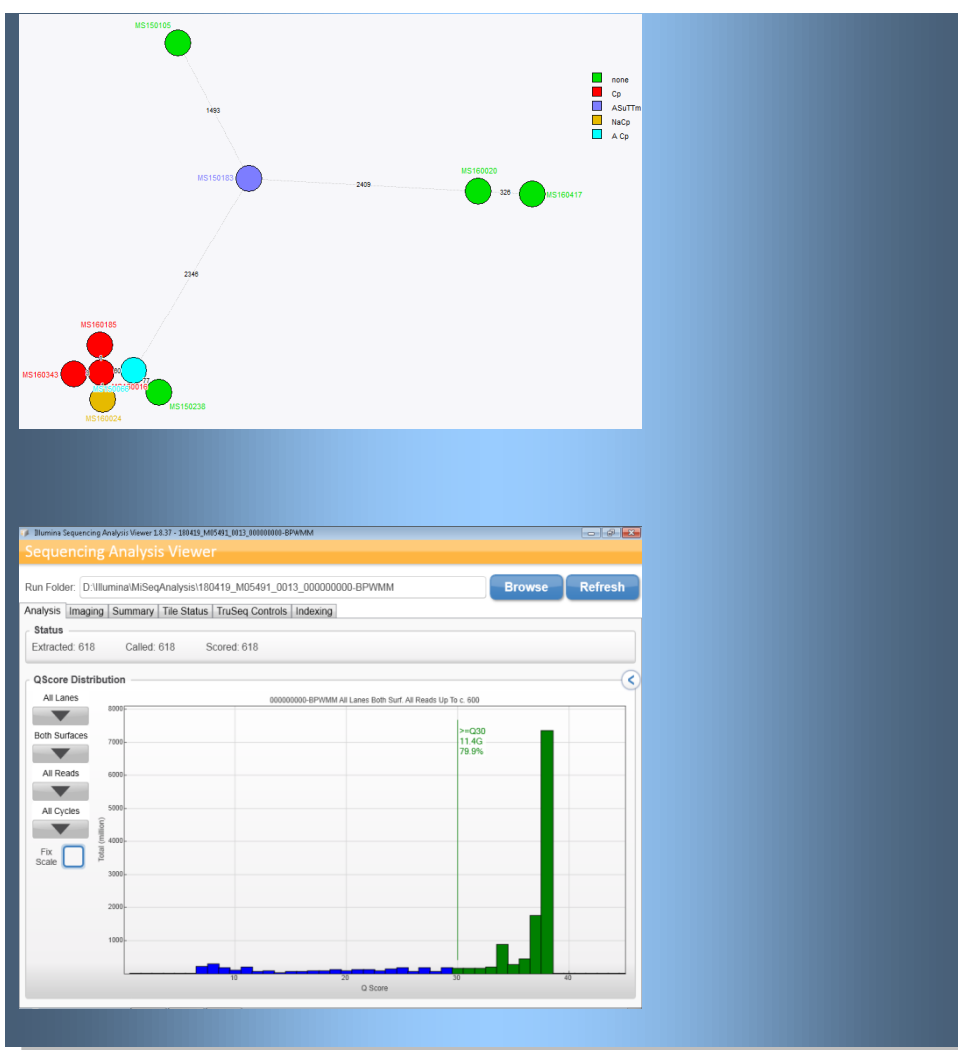 MS150105
none
Cp
ASuTTm
NaCp
A Cp
1493
MS160020
MS150183
2409
326
MS160417
2346
MS160185
MS160343
60
77
MS150238
MS160024
Illumina Sequencing Analysis Viewer 1.8.37 - 180419_M05491_0013_000000000-BPWMM
Sequencing Analysis Viewer
Run Folder: D:\Illumina\MiSeqAnalysis\180419_M05491_0013_000000000-BPWMM
Browse
Refresh
Analysis Imaging Summary Tile Status TruSeq Controls Indexing
Status
Extracted: 618 Called: 618 Scored: 618
QScore Distribution
All Lanes
Both Surfaces
All Reads
All Cycles
Fix
Scale
000000000-BPWMM All Lanes Both Surf. All Reads Up To c. 600
8000
7000
6000
5000
4000
3000
2000
1000
Total (million)
>=Q30
11.4G
79.9%
10
20
30
40
Q Score